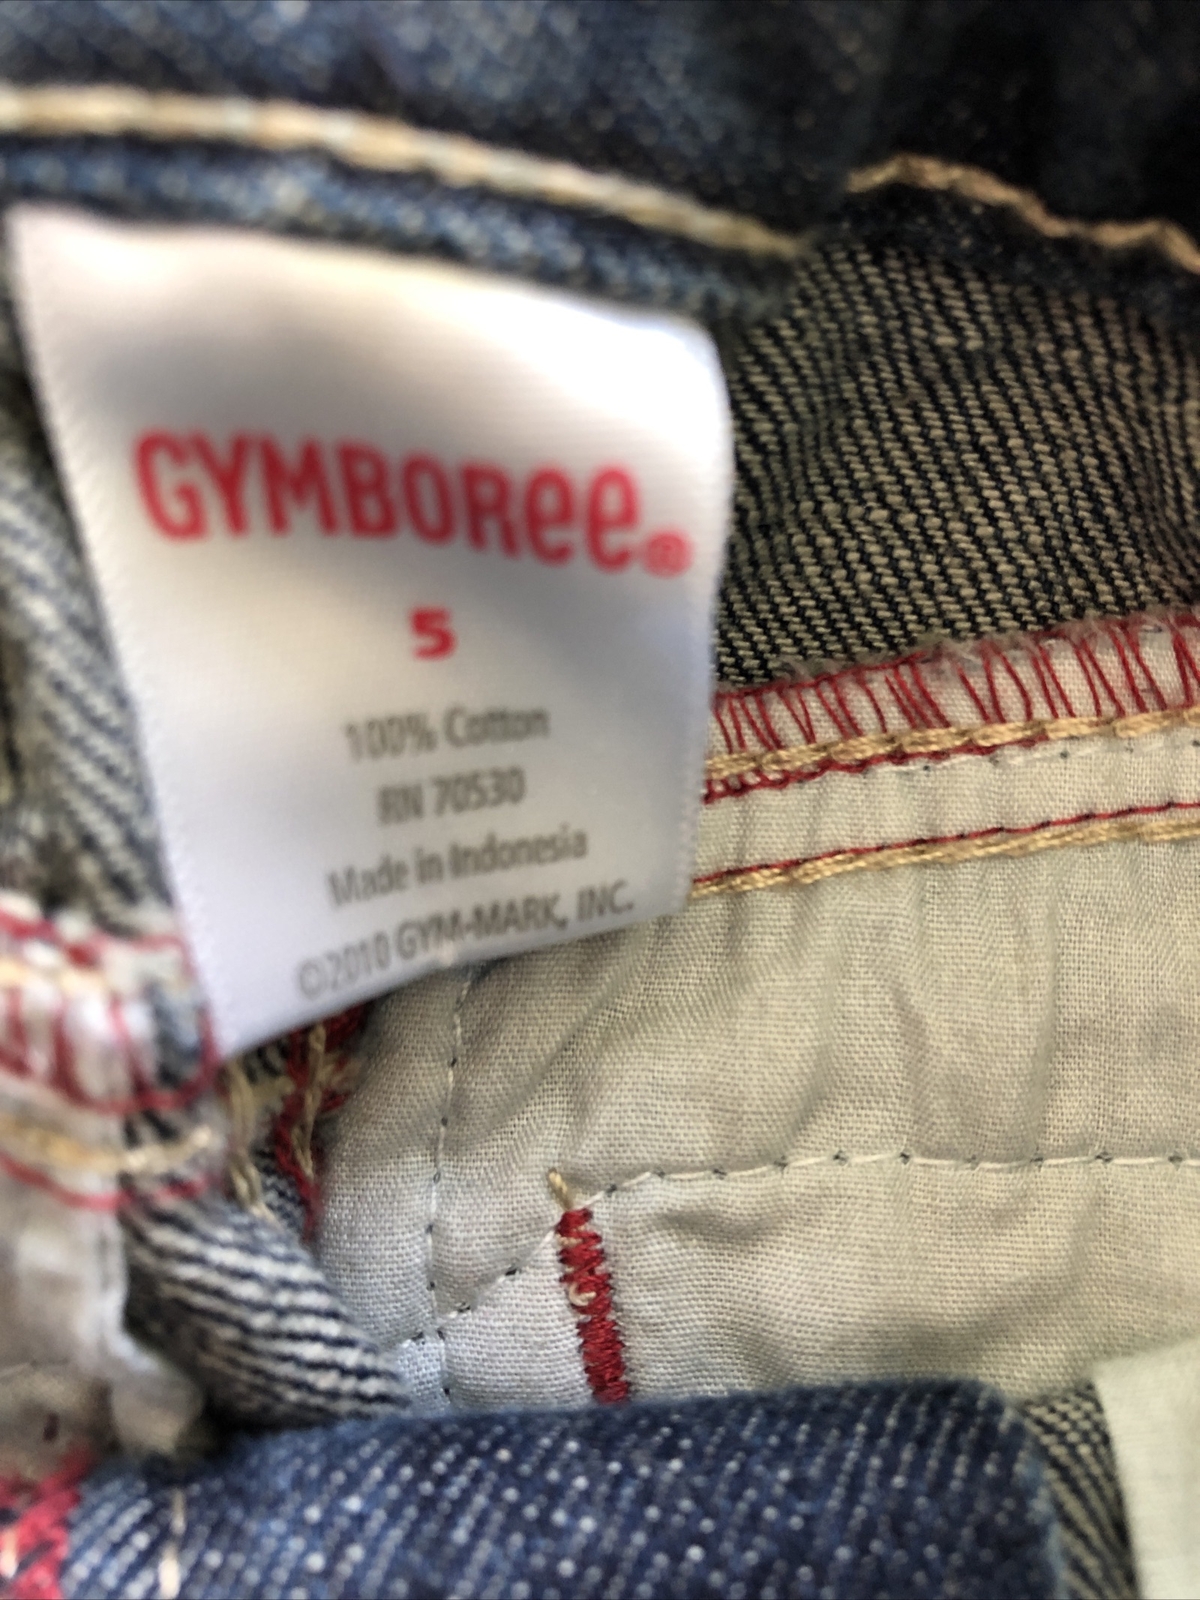 GYMBOREE®
5
100% Cotton
RN 70530
Made in Indonesia
©2010 GYM-MARK, INC.